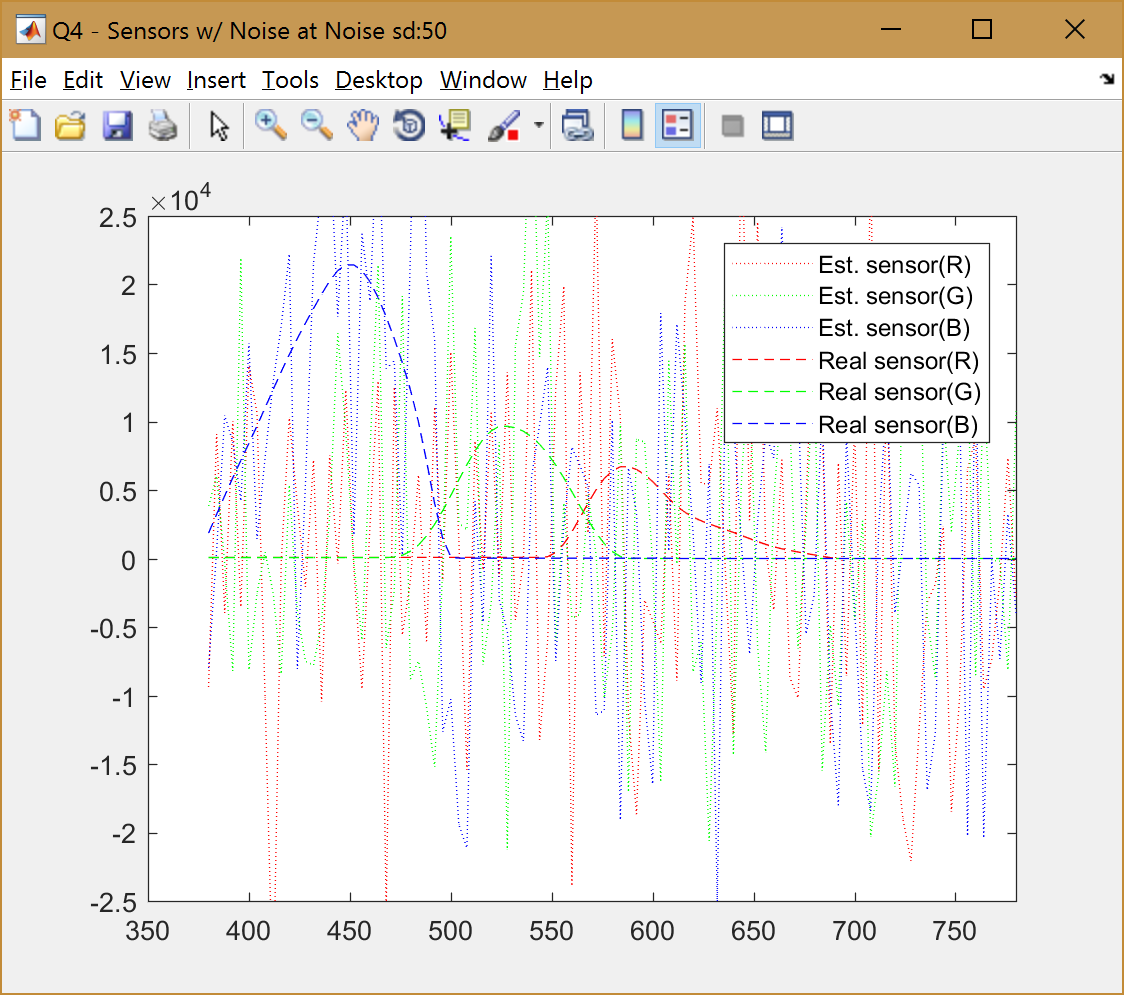 Q4 - Sensors w/ Noise at Noise sd:50
File Edit View Insert Tools Desktop Window Help
×10^4
2.5
2
1.5
1
0.5
0
-0.5
-1
-1.5
-2
-2.5
350 400 450 500 550 600 650 700 750
Est. sensor(R)
Est. sensor(G)
Est. sensor(B)
Real sensor(R)
Real sensor(G)
Real sensor(B)